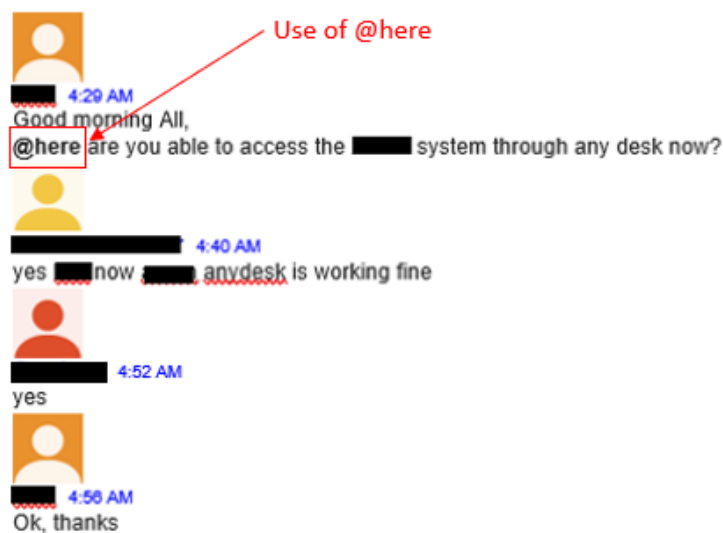 Use of @here
4:29 AM
Good morning All,
@here are you able to access the system through any desk now?
4:40 AM
yes now anydesk is working fine
4:52 AM
yes
4:56 AM
Ok, thanks